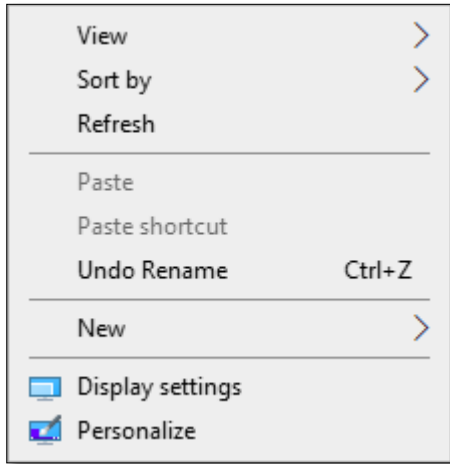 View
Sort by
Refresh
Paste
Paste shortcut
Undo Rename Ctrl+Z
New
Display settings
Personalize